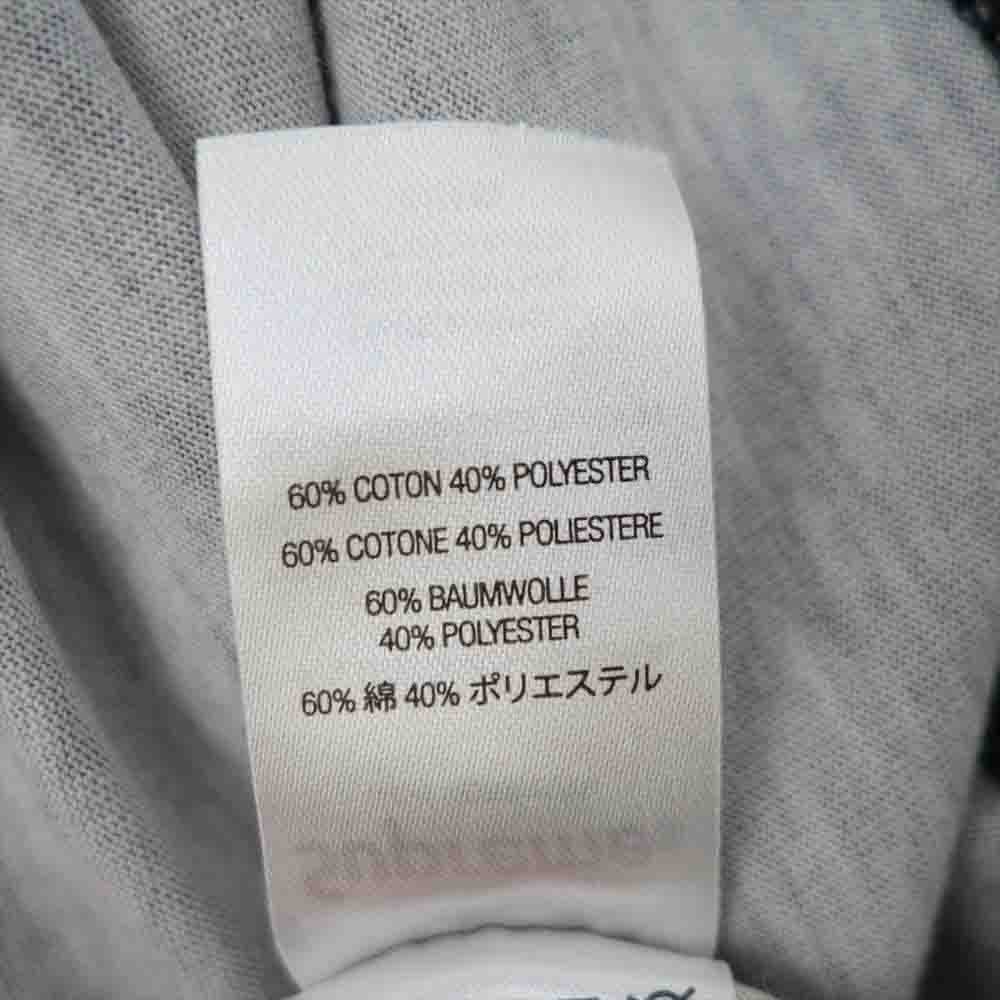 60% COTON 40% POLYESTER
60% COTONE 40% POLIESTERE
60% BAUMWOLLE
40% POLYESTER
60% 綿 40% ポリエステル